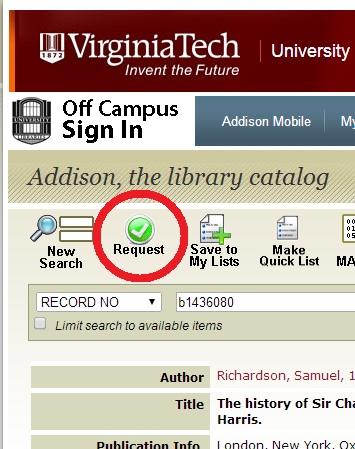 VirginiaTech
1872
Invent the Future
University
UNIVERSITY LIBRARIES
Off Campus
Sign In
Addison Mobile
My
Addison, the library catalog
New
Search
Request
Save to
My Lists
Make
Quick List
MA
RECORD NO
b1436080
Limit search to available items
Author
Richardson, Samuel, 1
Title
The history of Sir Cha
Harris.
Publication Info.
London, New York, Ox